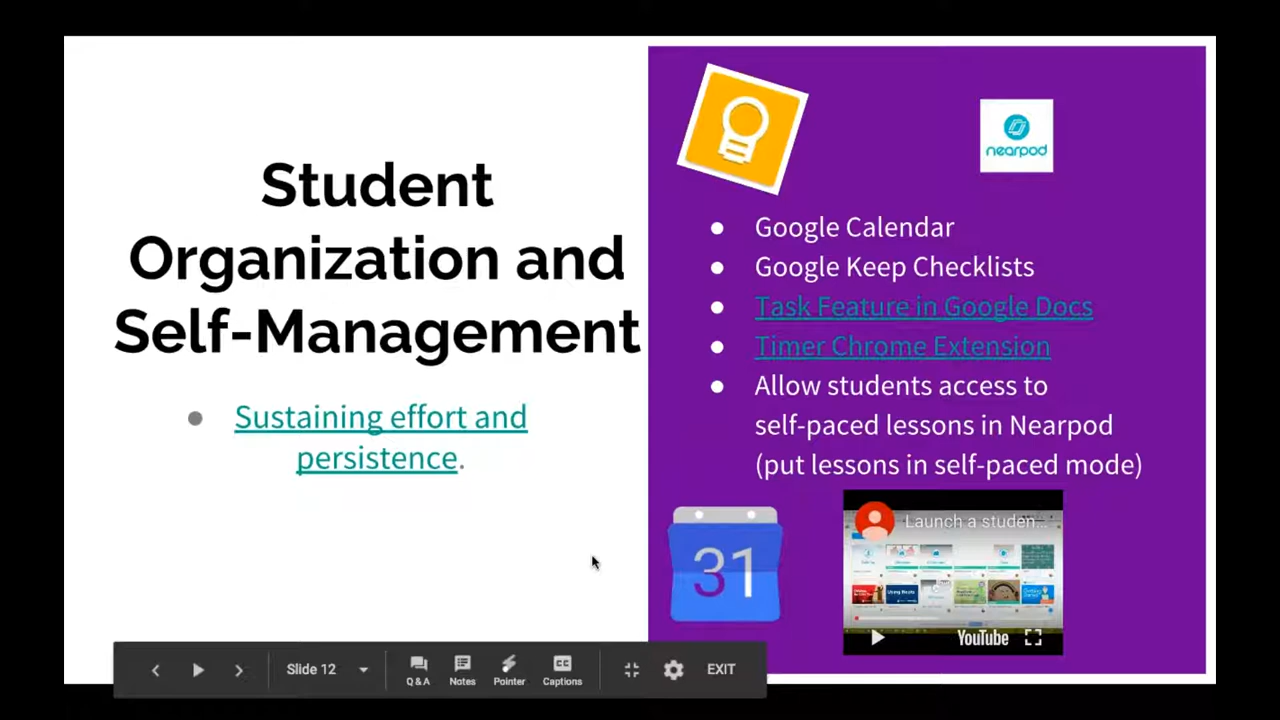 Student
Organization and
Self-Management
Sustaining effort and
persistence.
nearpod
Google Calendar
Google Keep Checklists
Task Feature in Google Docs
Timer Chrome Extension
Allow students access to
self-paced lessons in Nearpod
(put lessons in self-paced mode)
31
Launch a studen...
YouTube
Slide 12
Q&A
Notes
Pointer
Captions
EXIT